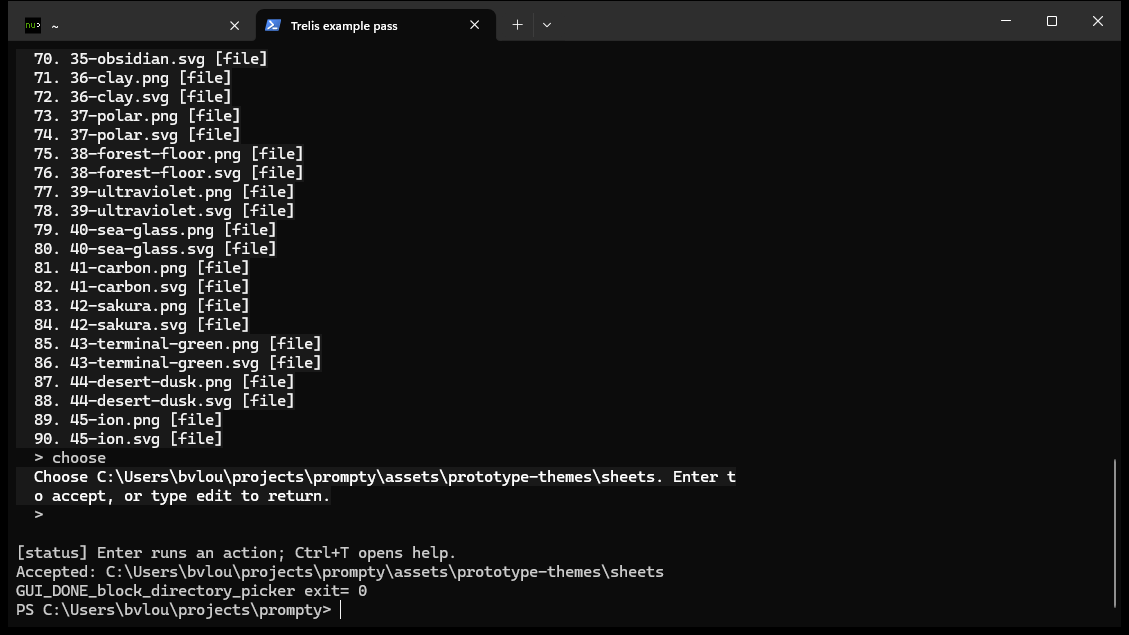 nu> ~
Trelis example pass
70. 35-obsidian.svg [file]
71. 36-clay.png [file]
72. 36-clay.svg [file]
73. 37-polar.png [file]
74. 37-polar.svg [file]
75. 38-forest-floor.png [file]
76. 38-forest-floor.svg [file]
77. 39-ultraviolet.png [file]
78. 39-ultraviolet.svg [file]
79. 40-sea-glass.png [file]
80. 40-sea-glass.svg [file]
81. 41-carbon.png [file]
82. 41-carbon.svg [file]
83. 42-sakura.png [file]
84. 42-sakura.svg [file]
85. 43-terminal-green.png [file]
86. 43-terminal-green.svg [file]
87. 44-desert-dusk.png [file]
88. 44-desert-dusk.svg [file]
89. 45-ion.png [file]
90. 45-ion.svg [file]
> choose
Choose C:\Users\bvlou\projects\prompty\assets\prototype-themes\sheets. Enter t
o accept, or type edit to return.
>
[status] Enter runs an action; Ctrl+T opens help.
Accepted: C:\Users\bvlou\projects\prompty\assets\prototype-themes\sheets
GUI_DONE_block_directory_picker exit= 0
PS C:\Users\bvlou\projects\prompty>